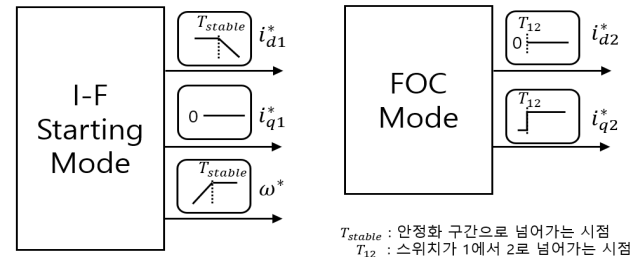 I-F
Starting
Mode
T_stable
i*_d1
0
i*_q1
T_stable
ω*
FOC
Mode
T_12
0
i*_d2
T_12
i*_q2
T_stable : 안정화 구간으로 넘어가는 시점
T_12 : 스위치가 1에서 2로 넘어가는 시점